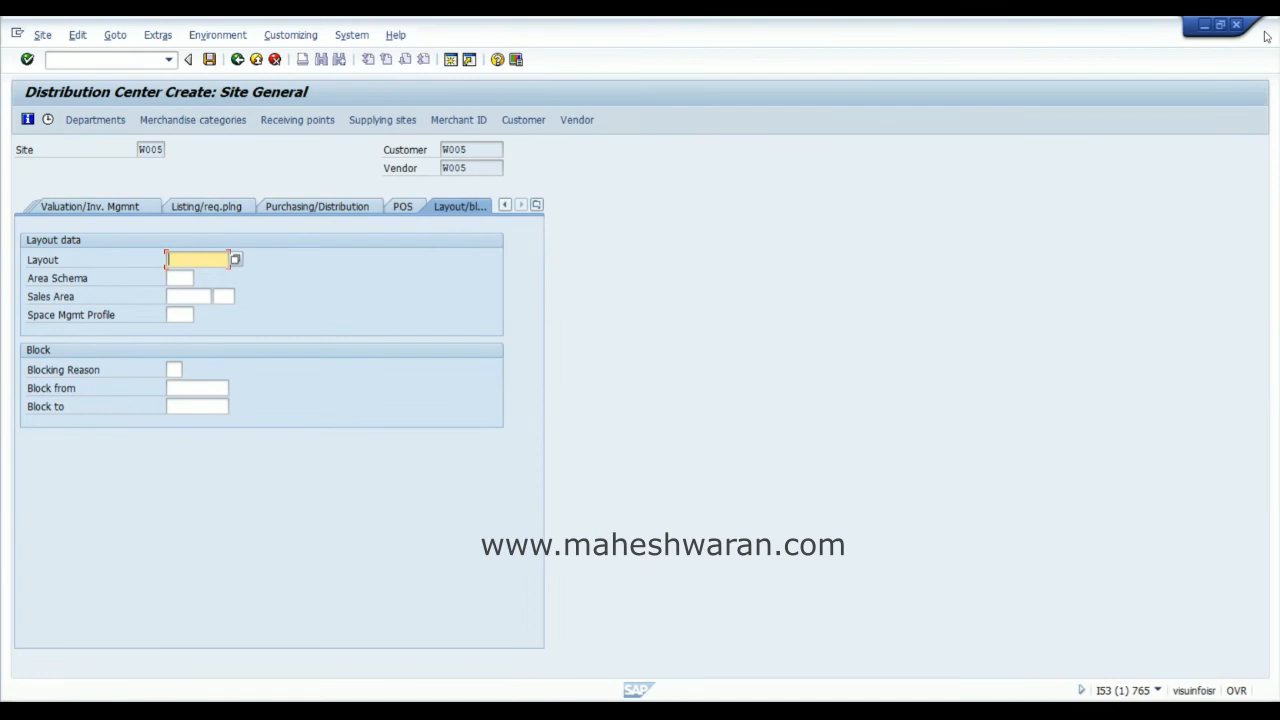 Site Edit Goto Extras Environment Customizing System Help
Distribution Center Create: Site General
Departments Merchandise categories Receiving points Supplying sites Merchant ID Customer Vendor
Site W005 Customer W005
Vendor W005
Valuation/Inv. Mgmnt Listing/req.plng Purchasing/Distribution POS Layout/bl...
Layout data
Layout
Area Schema
Sales Area
Space Mgmt Profile
Block
Blocking Reason
Block from
Block to
www.maheshwaran.com
SAP I53 (1) 765 visuinfoisr OVR